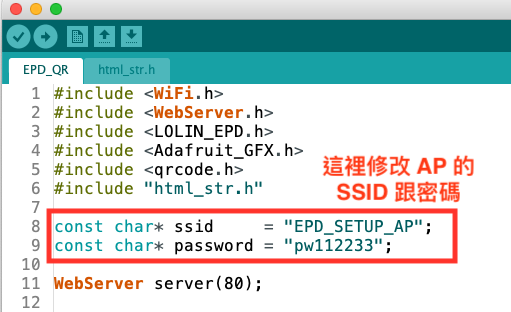 EPD_QR html_str.h
1 #include <WiFi.h>
2 #include <WebServer.h>
3 #include <LOLIN_EPD.h>
4 #include <Adafruit_GFX.h>
5 #include <qrcode.h>
6 #include "html_str.h"
7
這裡修改 AP 的
SSID 跟密碼
8 const char* ssid     = "EPD_SETUP_AP";
9 const char* password = "pw112233";
10
11 WebServer server(80);
12